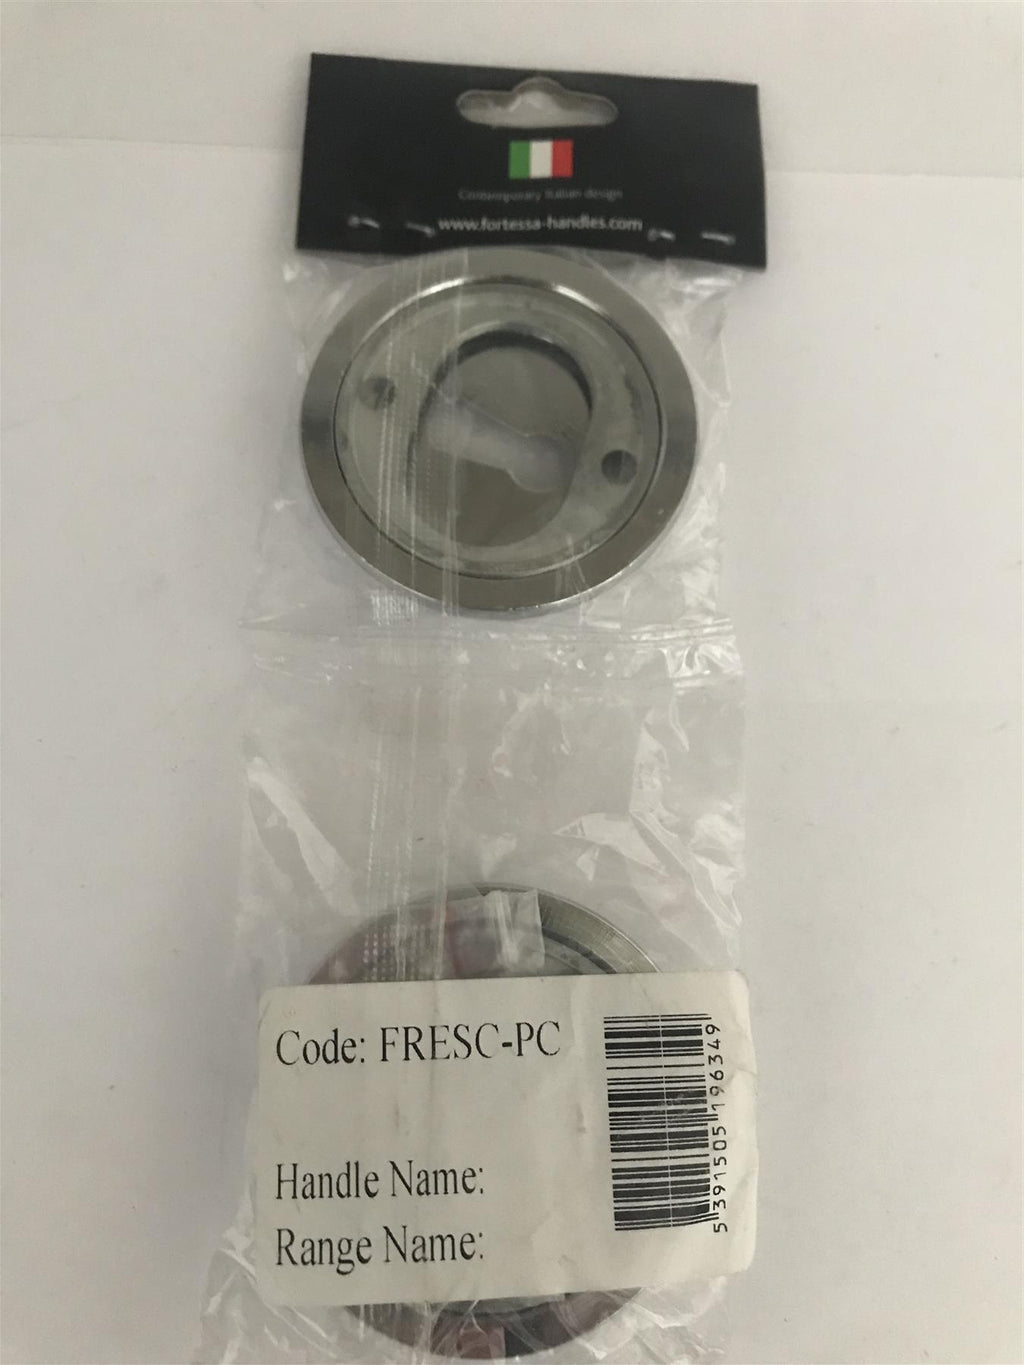 Contemporary Italian design
www.fortessa-handles.com
Code: FRESC-PC
Handle Name:
Range Name:
5391505196349